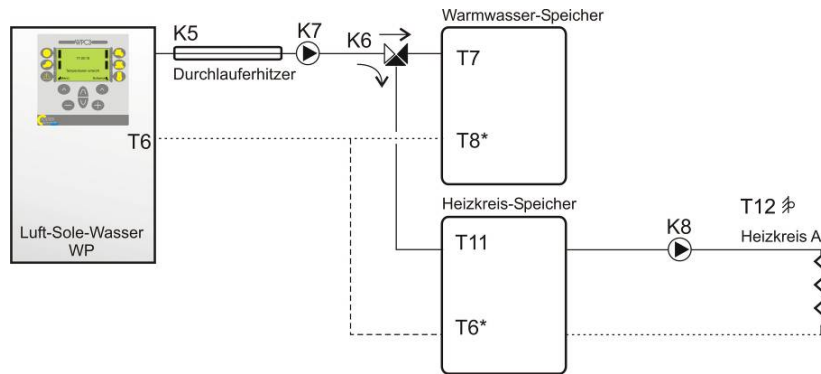 K5
K7
K6
Durchlauferhitzer
Warmwasser-Speicher
T7
T8*
T6
Luft-Sole-Wasser
WP
Heizkreis-Speicher
T11
T6*
K8
T12
Heizkreis A